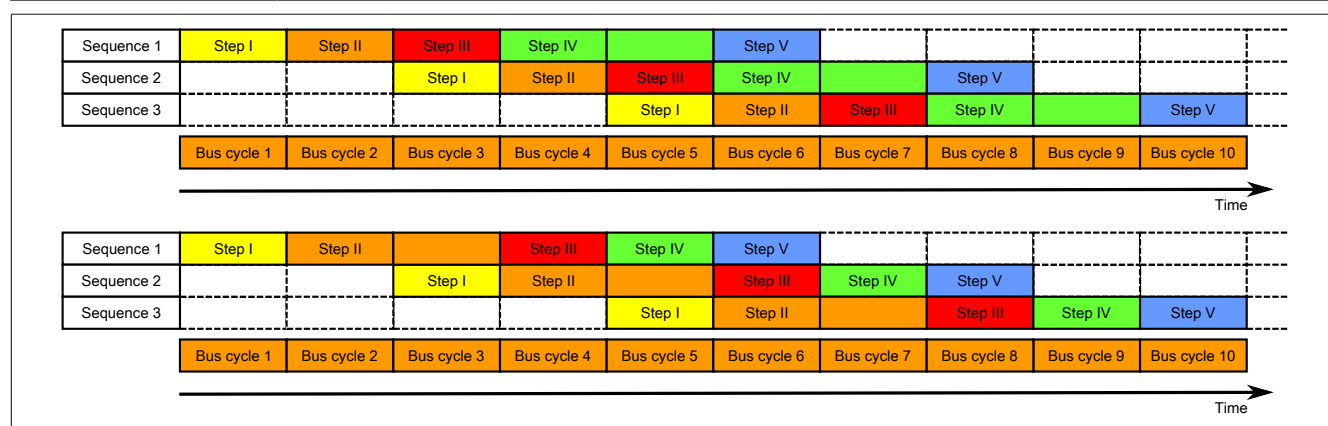 Sequence 1 Step I Step II Step III Step IV Step V
Sequence 2 Step I Step II Step III Step IV Step V
Sequence 3 Step I Step II Step III Step IV Step V
Bus cycle 1 Bus cycle 2 Bus cycle 3 Bus cycle 4 Bus cycle 5 Bus cycle 6 Bus cycle 7 Bus cycle 8 Bus cycle 9 Bus cycle 10
Time
Sequence 1 Step I Step II Step III Step IV Step V
Sequence 2 Step I Step II Step III Step IV Step V
Sequence 3 Step I Step II Step III Step IV Step V
Bus cycle 1 Bus cycle 2 Bus cycle 3 Bus cycle 4 Bus cycle 5 Bus cycle 6 Bus cycle 7 Bus cycle 8 Bus cycle 9 Bus cycle 10
Time